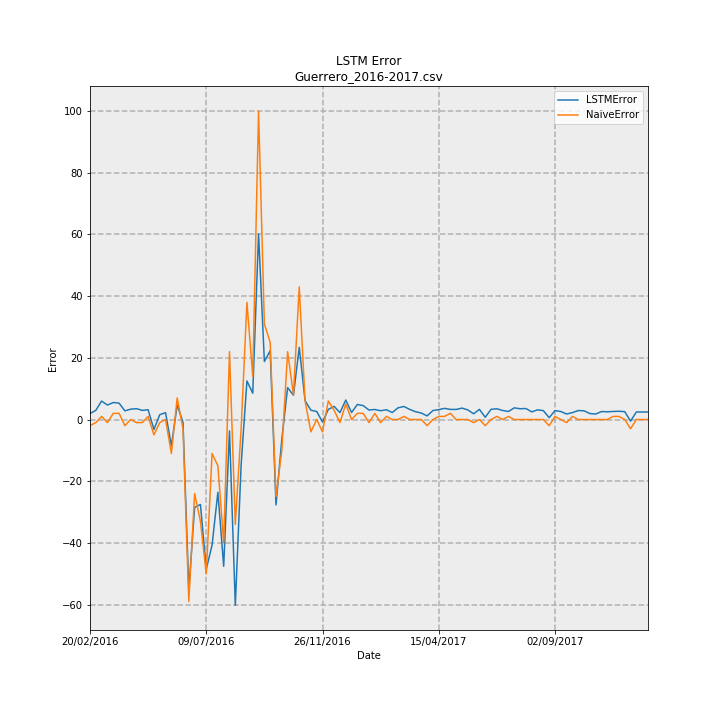 LSTM Error
Guerrero_2016-2017.csv
LSTMError
NaiveError
Error
100
80
60
40
20
0
−20
−40
−60
20/02/2016
09/07/2016
26/11/2016
15/04/2017
02/09/2017
Date